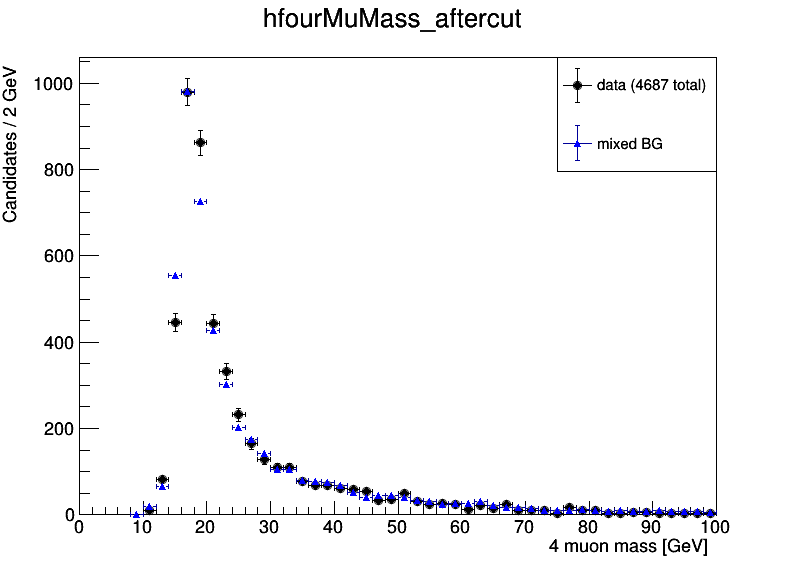 hfourMuMass_aftercut
Candidates / 2 GeV
1000
800
600
400
200
0
data (4687 total)
mixed BG
0 10 20 30 40 50 60 70 80 90 100
4 muon mass [GeV]